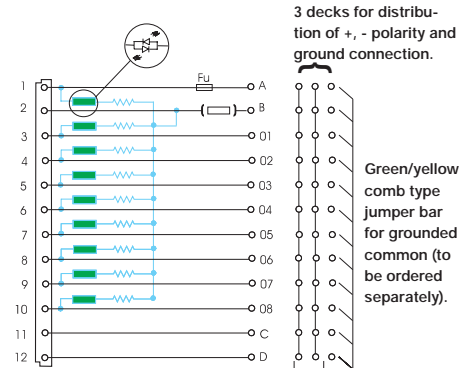 3 decks for distribu-
tion of +, - polarity and
ground connection.
Fu
1 A
2 B
3 01
4 02
5 03
6 04
7 05
8 06
9 07
10 08
11 C
12 D
Green/yellow
comb type
jumper bar
for grounded
common (to
be ordered
separately).